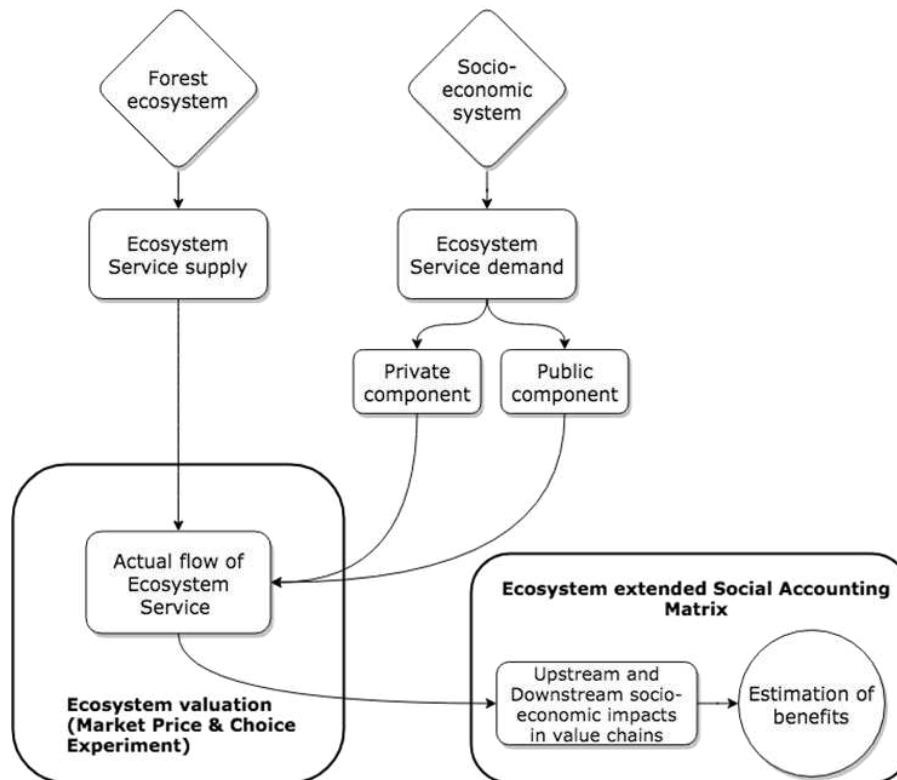 Forest
ecosystem
Socio-
economic
system
Ecosystem
Service supply
Ecosystem
Service demand
Private
component
Public
component
Actual flow of
Ecosystem
Service
Ecosystem valuation
(Market Price & Choice
Experiment)
Ecosystem extended Social Accounting
Matrix
Upstream and
Downstream socio-
economic impacts
in value chains
Estimation of
benefits